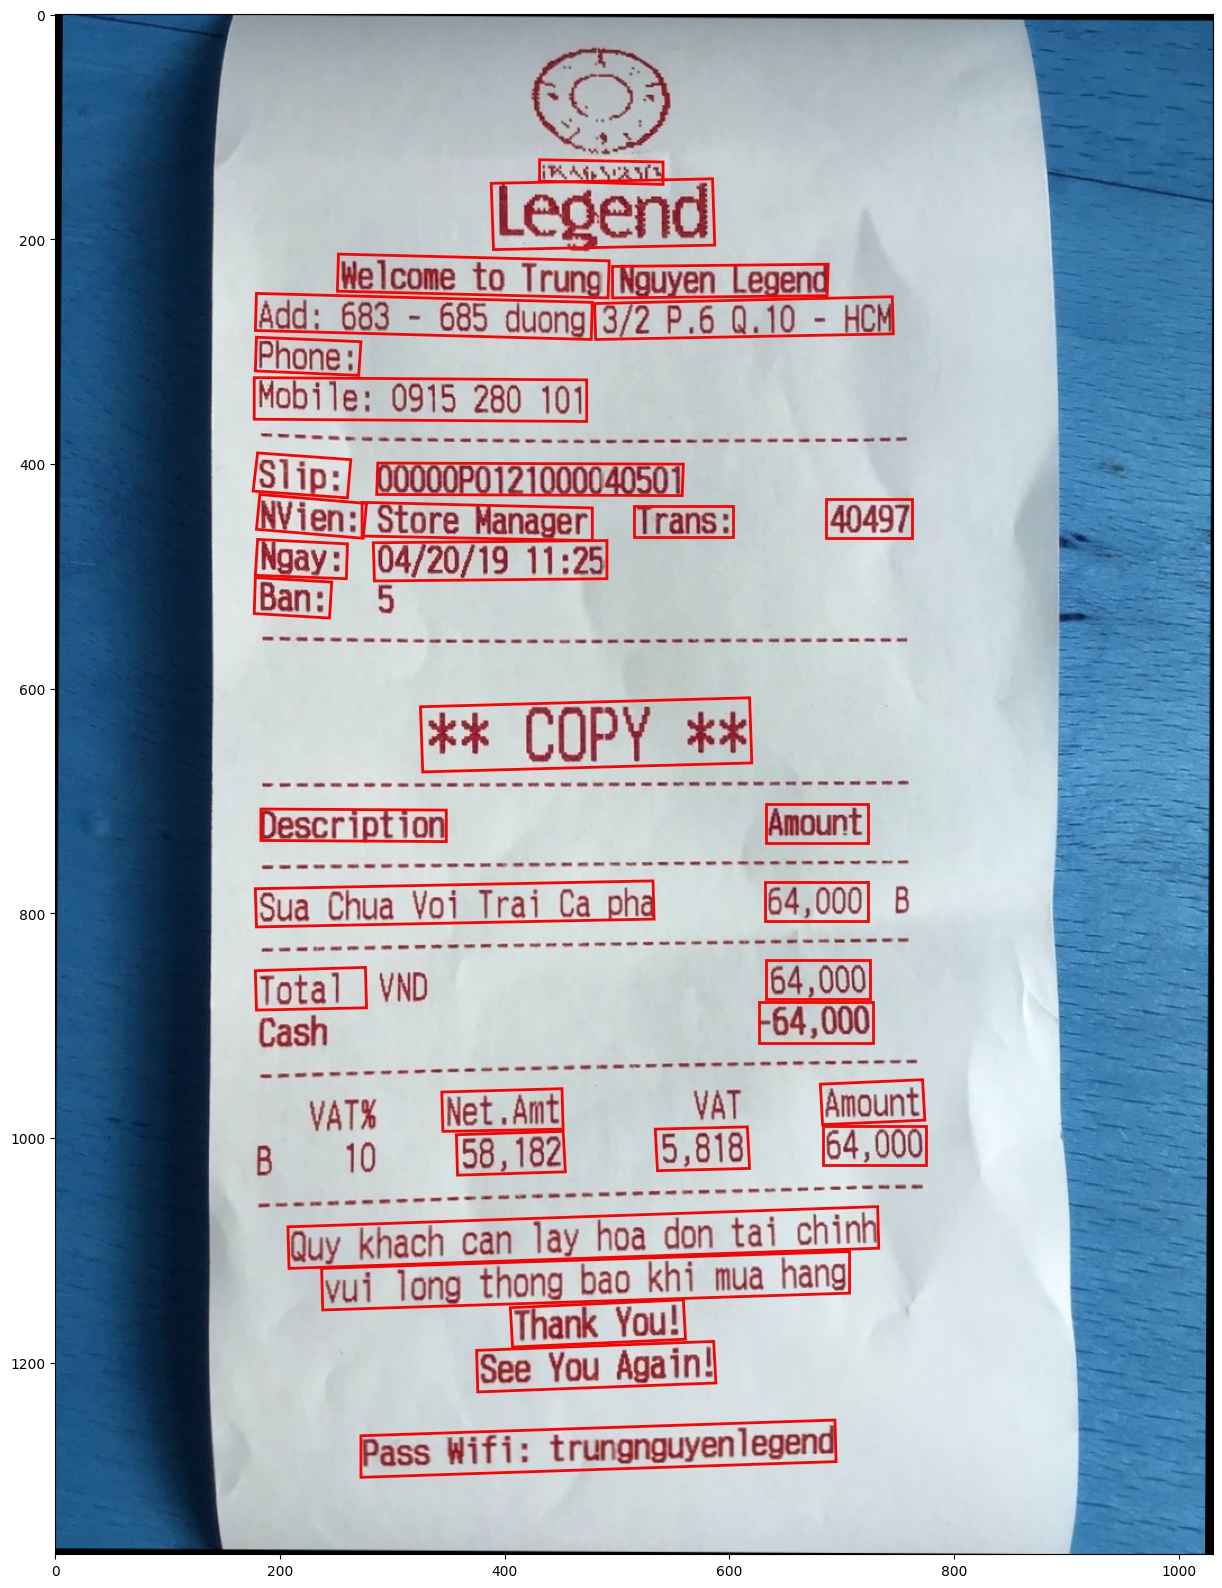 Legend
Welcome to Trung Nguyen Legend
Add: 683 - 685 duong 3/2 P.6 Q.10 - HCM
Phone:
Mobile: 0915 280 101
Slip: 00000P0121000040501
NVien: Store Manager Trans: 40497
Ngay: 04/20/19 11:25
Ban: 5
** COPY **
Description Amount
Sua Chua Voi Trai Ca pha 64,000 B
Total VND 64,000
Cash -64,000
VAT% Net.Amt VAT Amount
B 10 58,182 5,818 64,000
Quy khach can lay hoa don tai chinh
vui long thong bao khi mua hang
Thank You!
See You Again!
Pass Wifi: trungnguyenlegend
0
200
400
600
800
1000
1200
0 200 400 600 800 1000